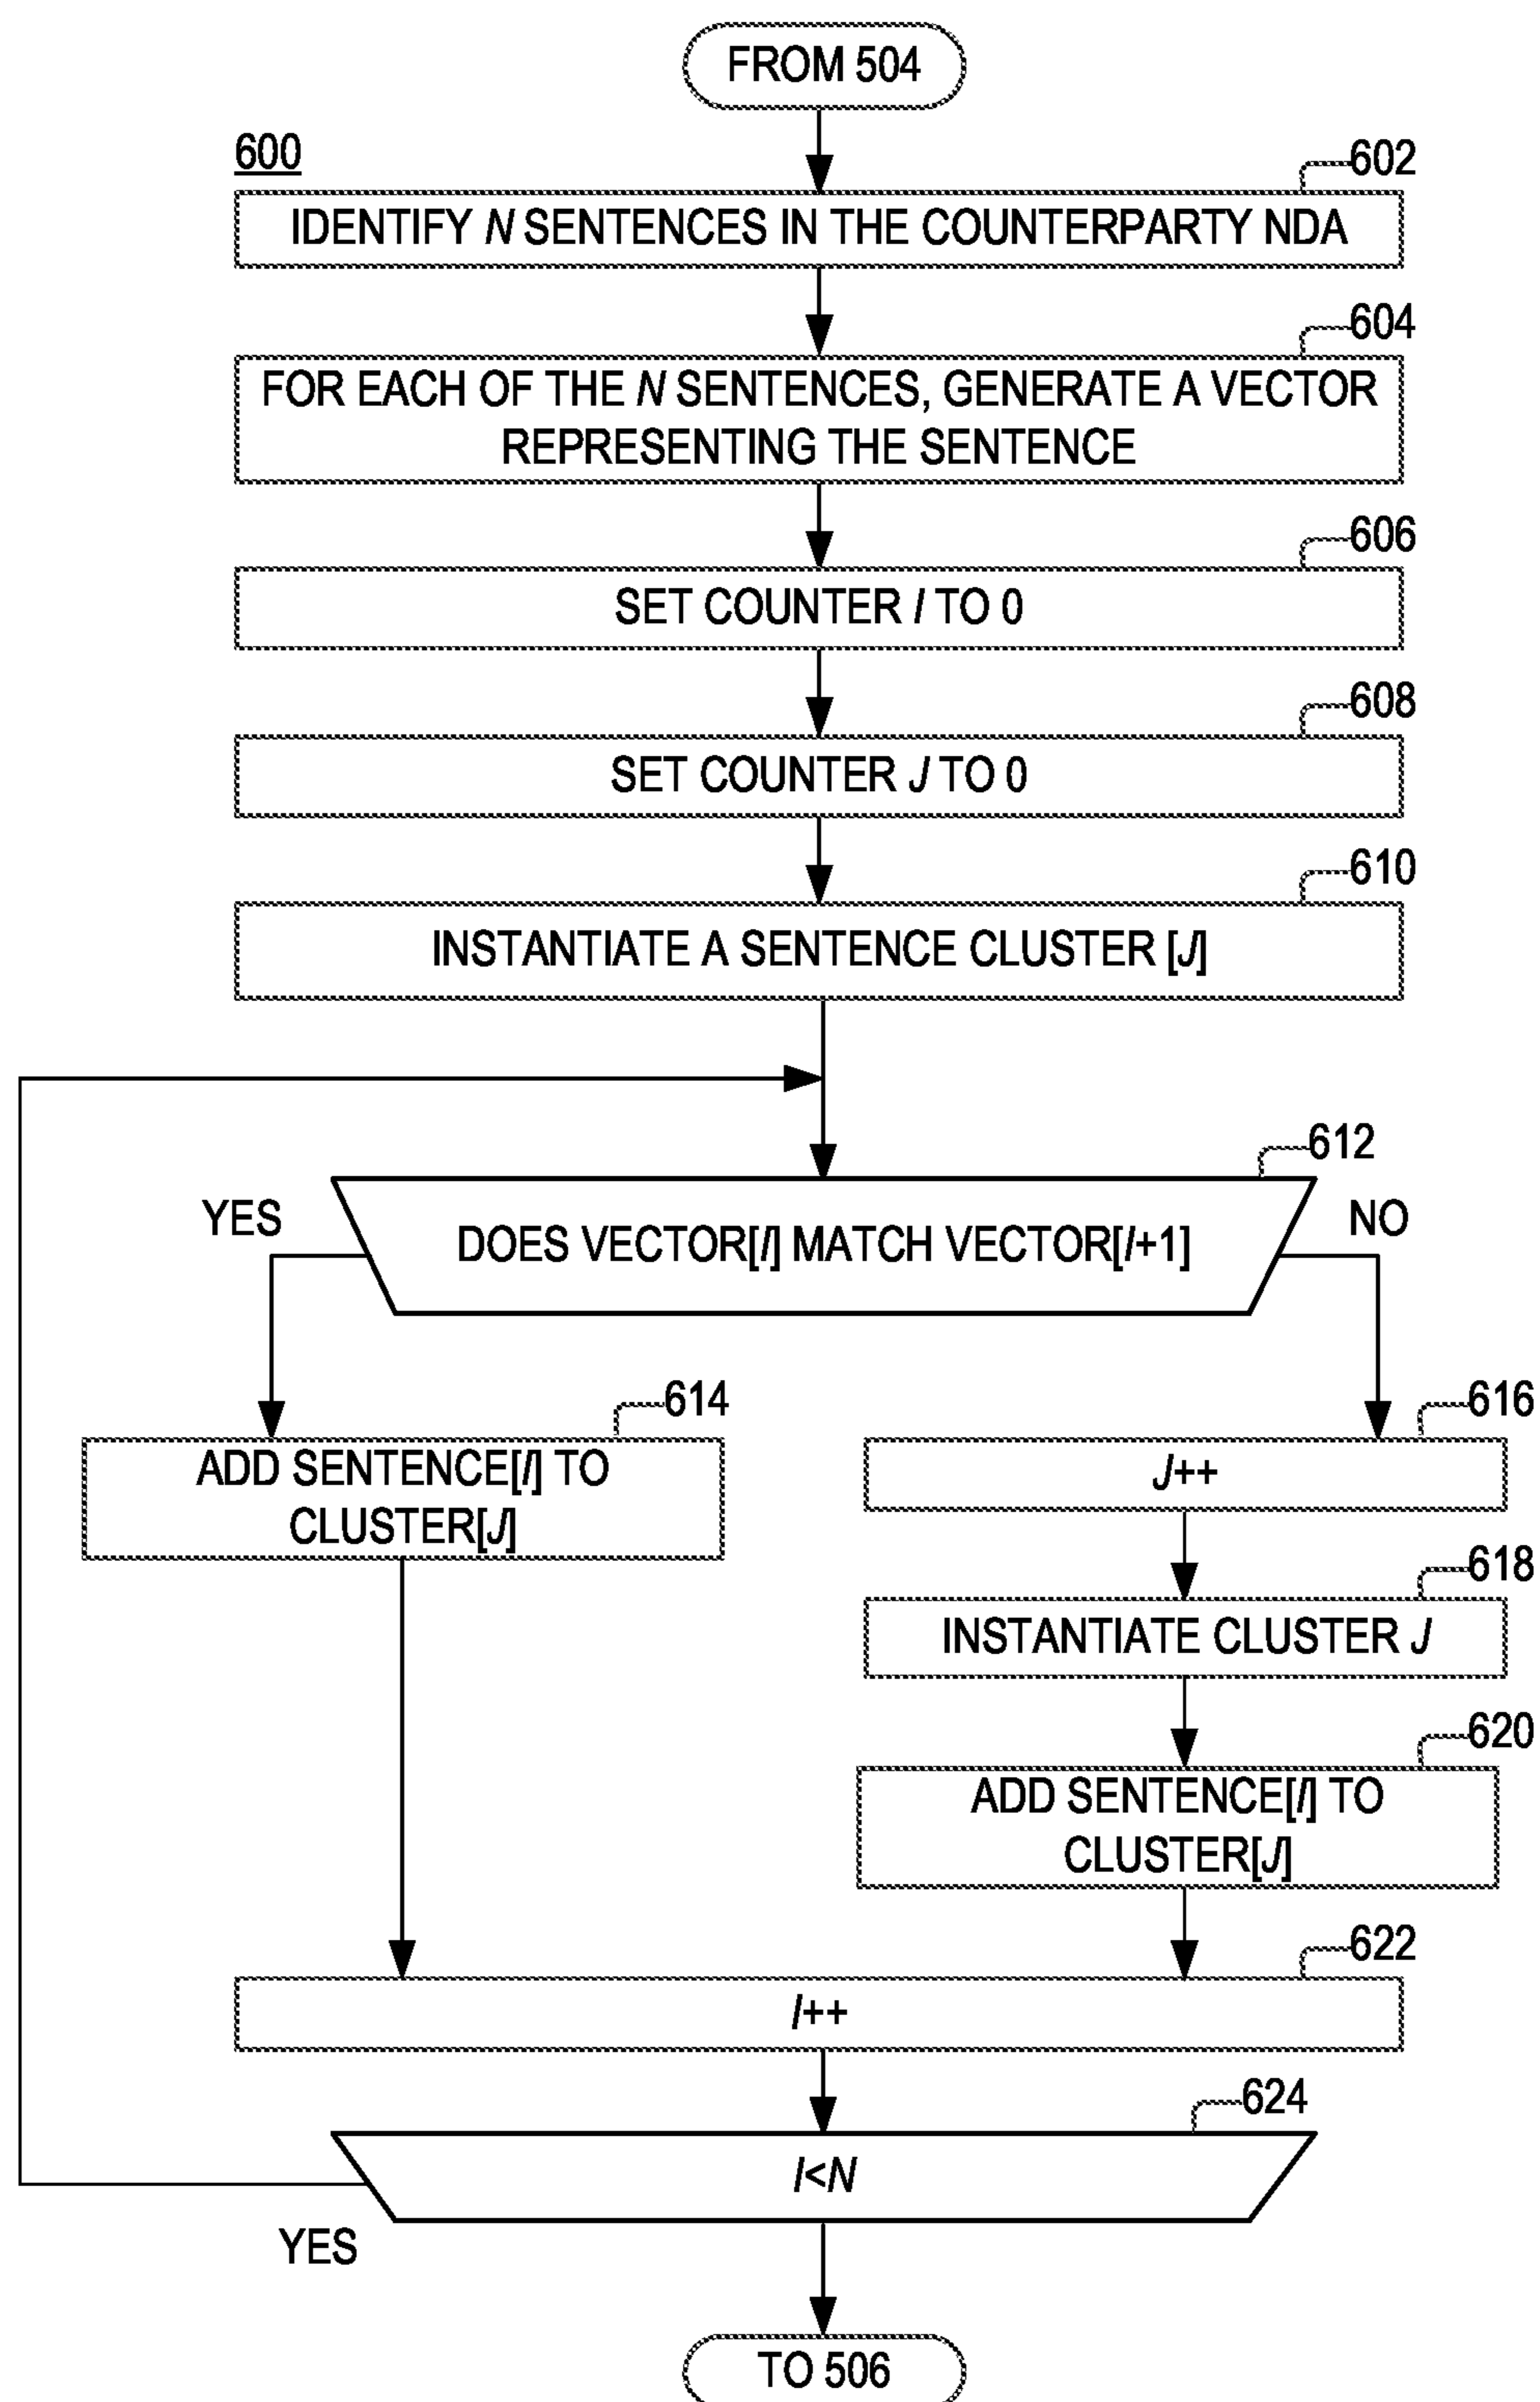 FROM 504
600
602
IDENTIFY N SENTENCES IN THE COUNTERPARTY NDA
604
FOR EACH OF THE N SENTENCES, GENERATE A VECTOR
REPRESENTING THE SENTENCE
606
SET COUNTER I TO 0
608
SET COUNTER J TO 0
610
INSTANTIATE A SENTENCE CLUSTER [J]
612
YES
DOES VECTOR[I] MATCH VECTOR[I+1]
NO
614
ADD SENTENCE[I] TO
CLUSTER[J]
616
J++
618
INSTANTIATE CLUSTER J
620
ADD SENTENCE[I] TO
CLUSTER[J]
622
I++
624
I<N
YES
TO 506